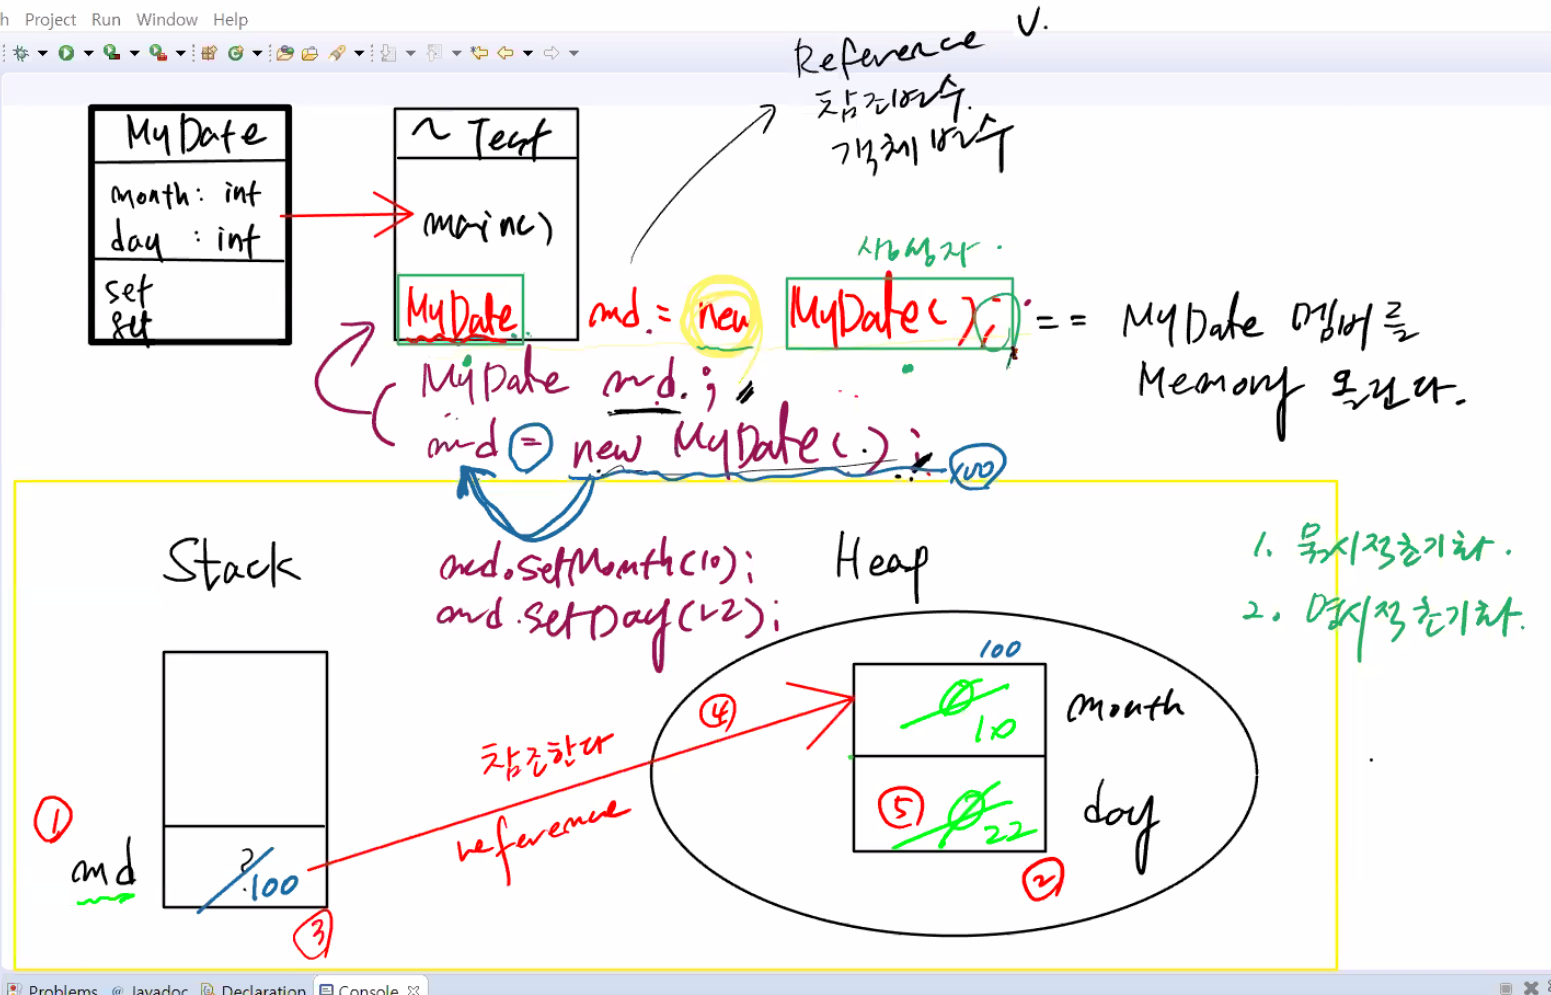 Project Run Window Help
Reference V.
참조변수.
객체변수
MyDate
month: int
day : int
set
set
~ Test
main()
생성자
MyDate md = new MyDate(); == MyDate 멤버를
Memory 올린다.
MyDate md.;
md = new MyDate(.); 100
Stack
md.setMonth(10);
md.setDay(22);
Heap
1. 묵시적초기화.
2. 명시적초기화.
100
0
10
month
④
참조한다
reference
①
md
?
100
③
⑤
0
22
day
②
Problems @ Javadoc Declaration Console